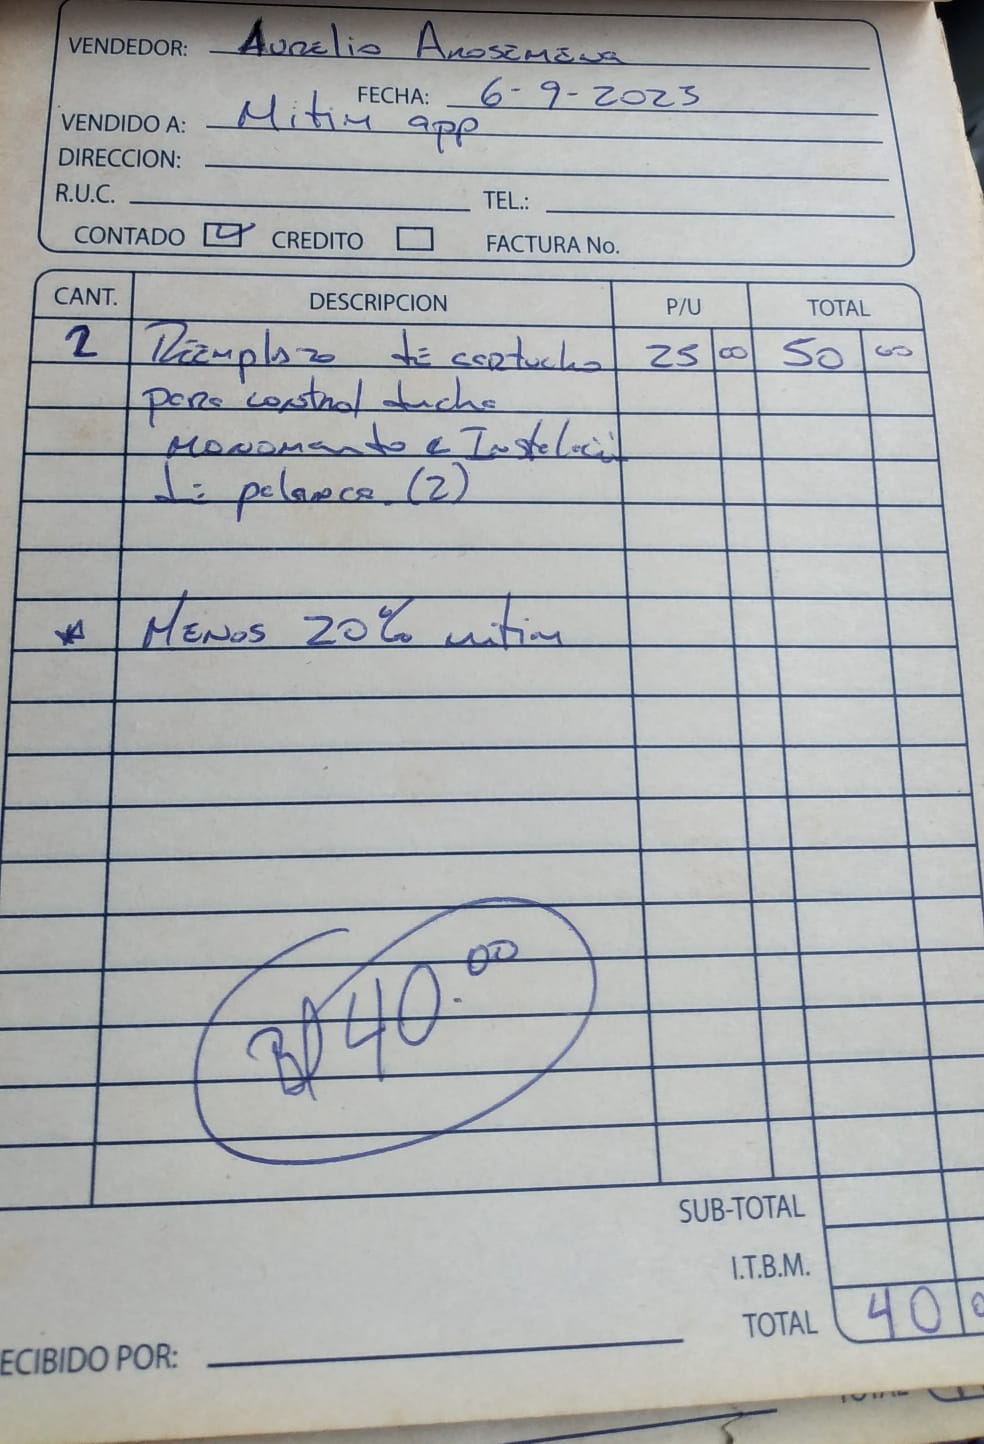 VENDEDOR: Aurelio Arosemena
FECHA: 6-9-2023
VENDIDO A: Mitim app
DIRECCION:
R.U.C. TEL.:
CONTADO CREDITO FACTURA No.
CANT. DESCRIPCION P/U TOTAL
2 Reemplazo de cartucho 25 00 50 00
para control ducha
monomando e Instalació
de palanca. (2)
* MENOS 20% mitim
B/ 40.00
SUB-TOTAL
I.T.B.M.
TOTAL 40
ECIBIDO POR: